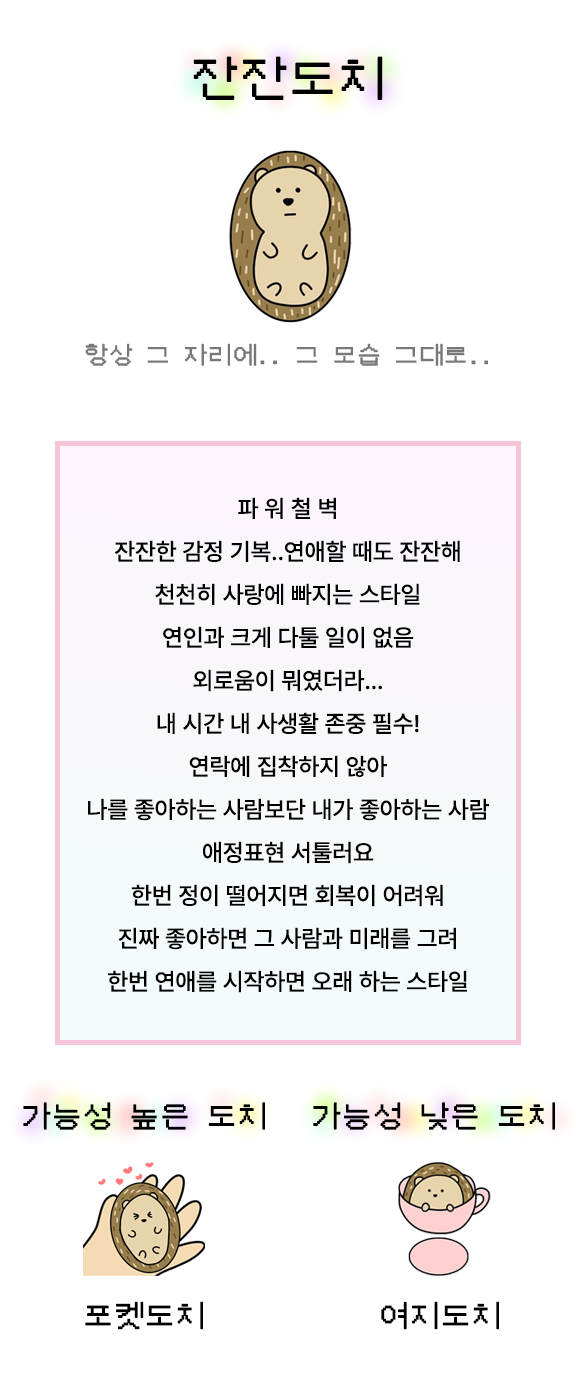 잔잔도치
항상 그 자리에.. 그 모습 그대로..
파 워 철 벽
잔잔한 감정 기복..연애할 때도 잔잔해
천천히 사랑에 빠지는 스타일
연인과 크게 다툴 일이 없음
외로움이 뭐였더라...
내 시간 내 사생활 존중 필수!
연락에 집착하지 않아
나를 좋아하는 사람보단 내가 좋아하는 사람
애정표현 서툴러요
한번 정이 떨어지면 회복이 어려워
진짜 좋아하면 그 사람과 미래를 그려
한번 연애를 시작하면 오래 하는 스타일
가능성 높은 도치
가능성 낮은 도치
포켓도치
여지도치